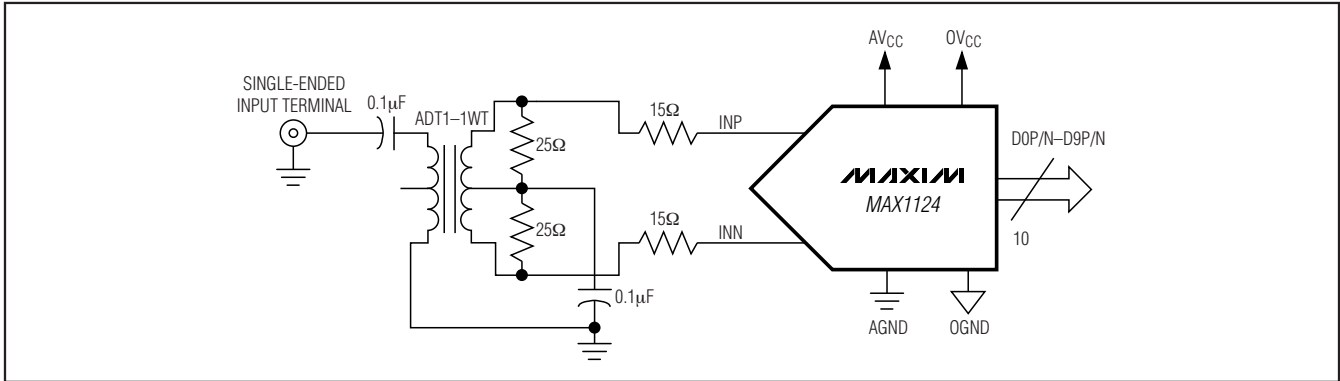 SINGLE-ENDED
INPUT TERMINAL
0.1μF
ADT1–1WT
25Ω
25Ω
0.1μF
15Ω
INP
15Ω
INN
AVCC
OVCC
MAXIM
MAX1124
D0P/N–D9P/N
10
AGND
OGND